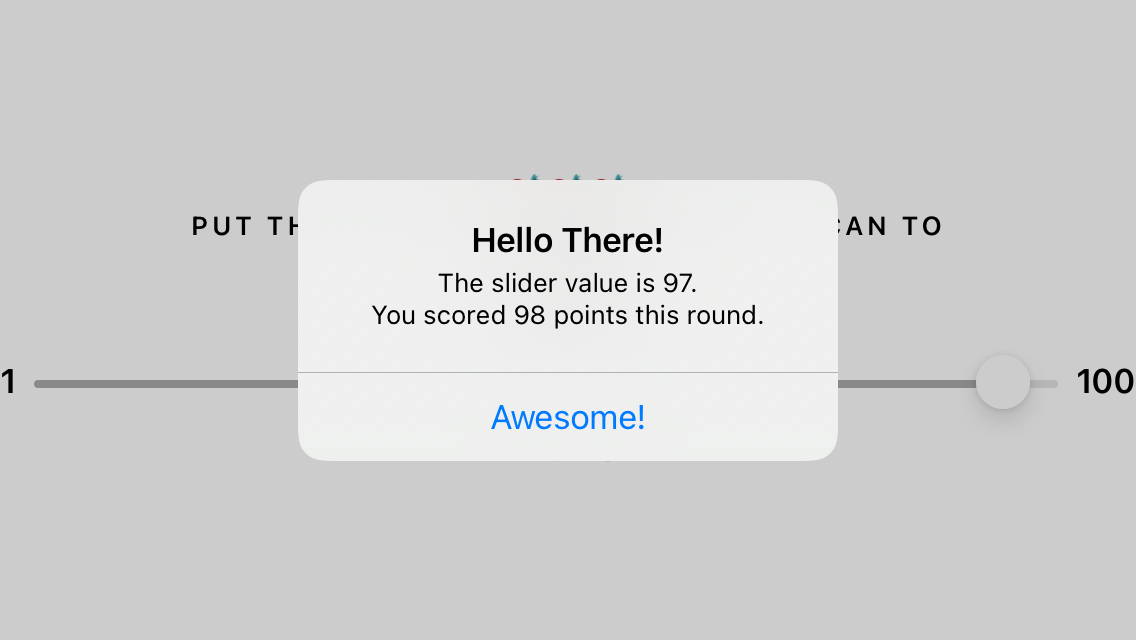 PUT TH CAN TO
Hello There!
The slider value is 97.
You scored 98 points this round.
1
100
Awesome!